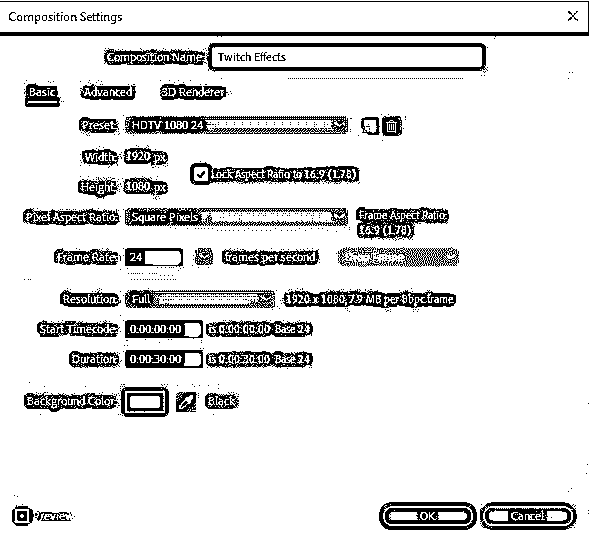 Composition Settings
Composition Name: Twitch Effects
Basic Advanced 3D Renderer
Preset: HDTV 1080 24
Width: 1920 px
Lock Aspect Ratio to 16:9 (1.78)
Height: 1080 px
Pixel Aspect Ratio: Square Pixels Frame Aspect Ratio:
16:9 (1.78)
Frame Rate: 24 frames per second
Resolution: Full 1920 x 1080, 7.9 MB per 8bpc frame
Start Timecode: 0:00:00:00 is 0:00:00:00 Base 24
Duration: 0:00:30:00 is 0:00:30:00 Base 24
Background Color: Black
Preview OK Cancel